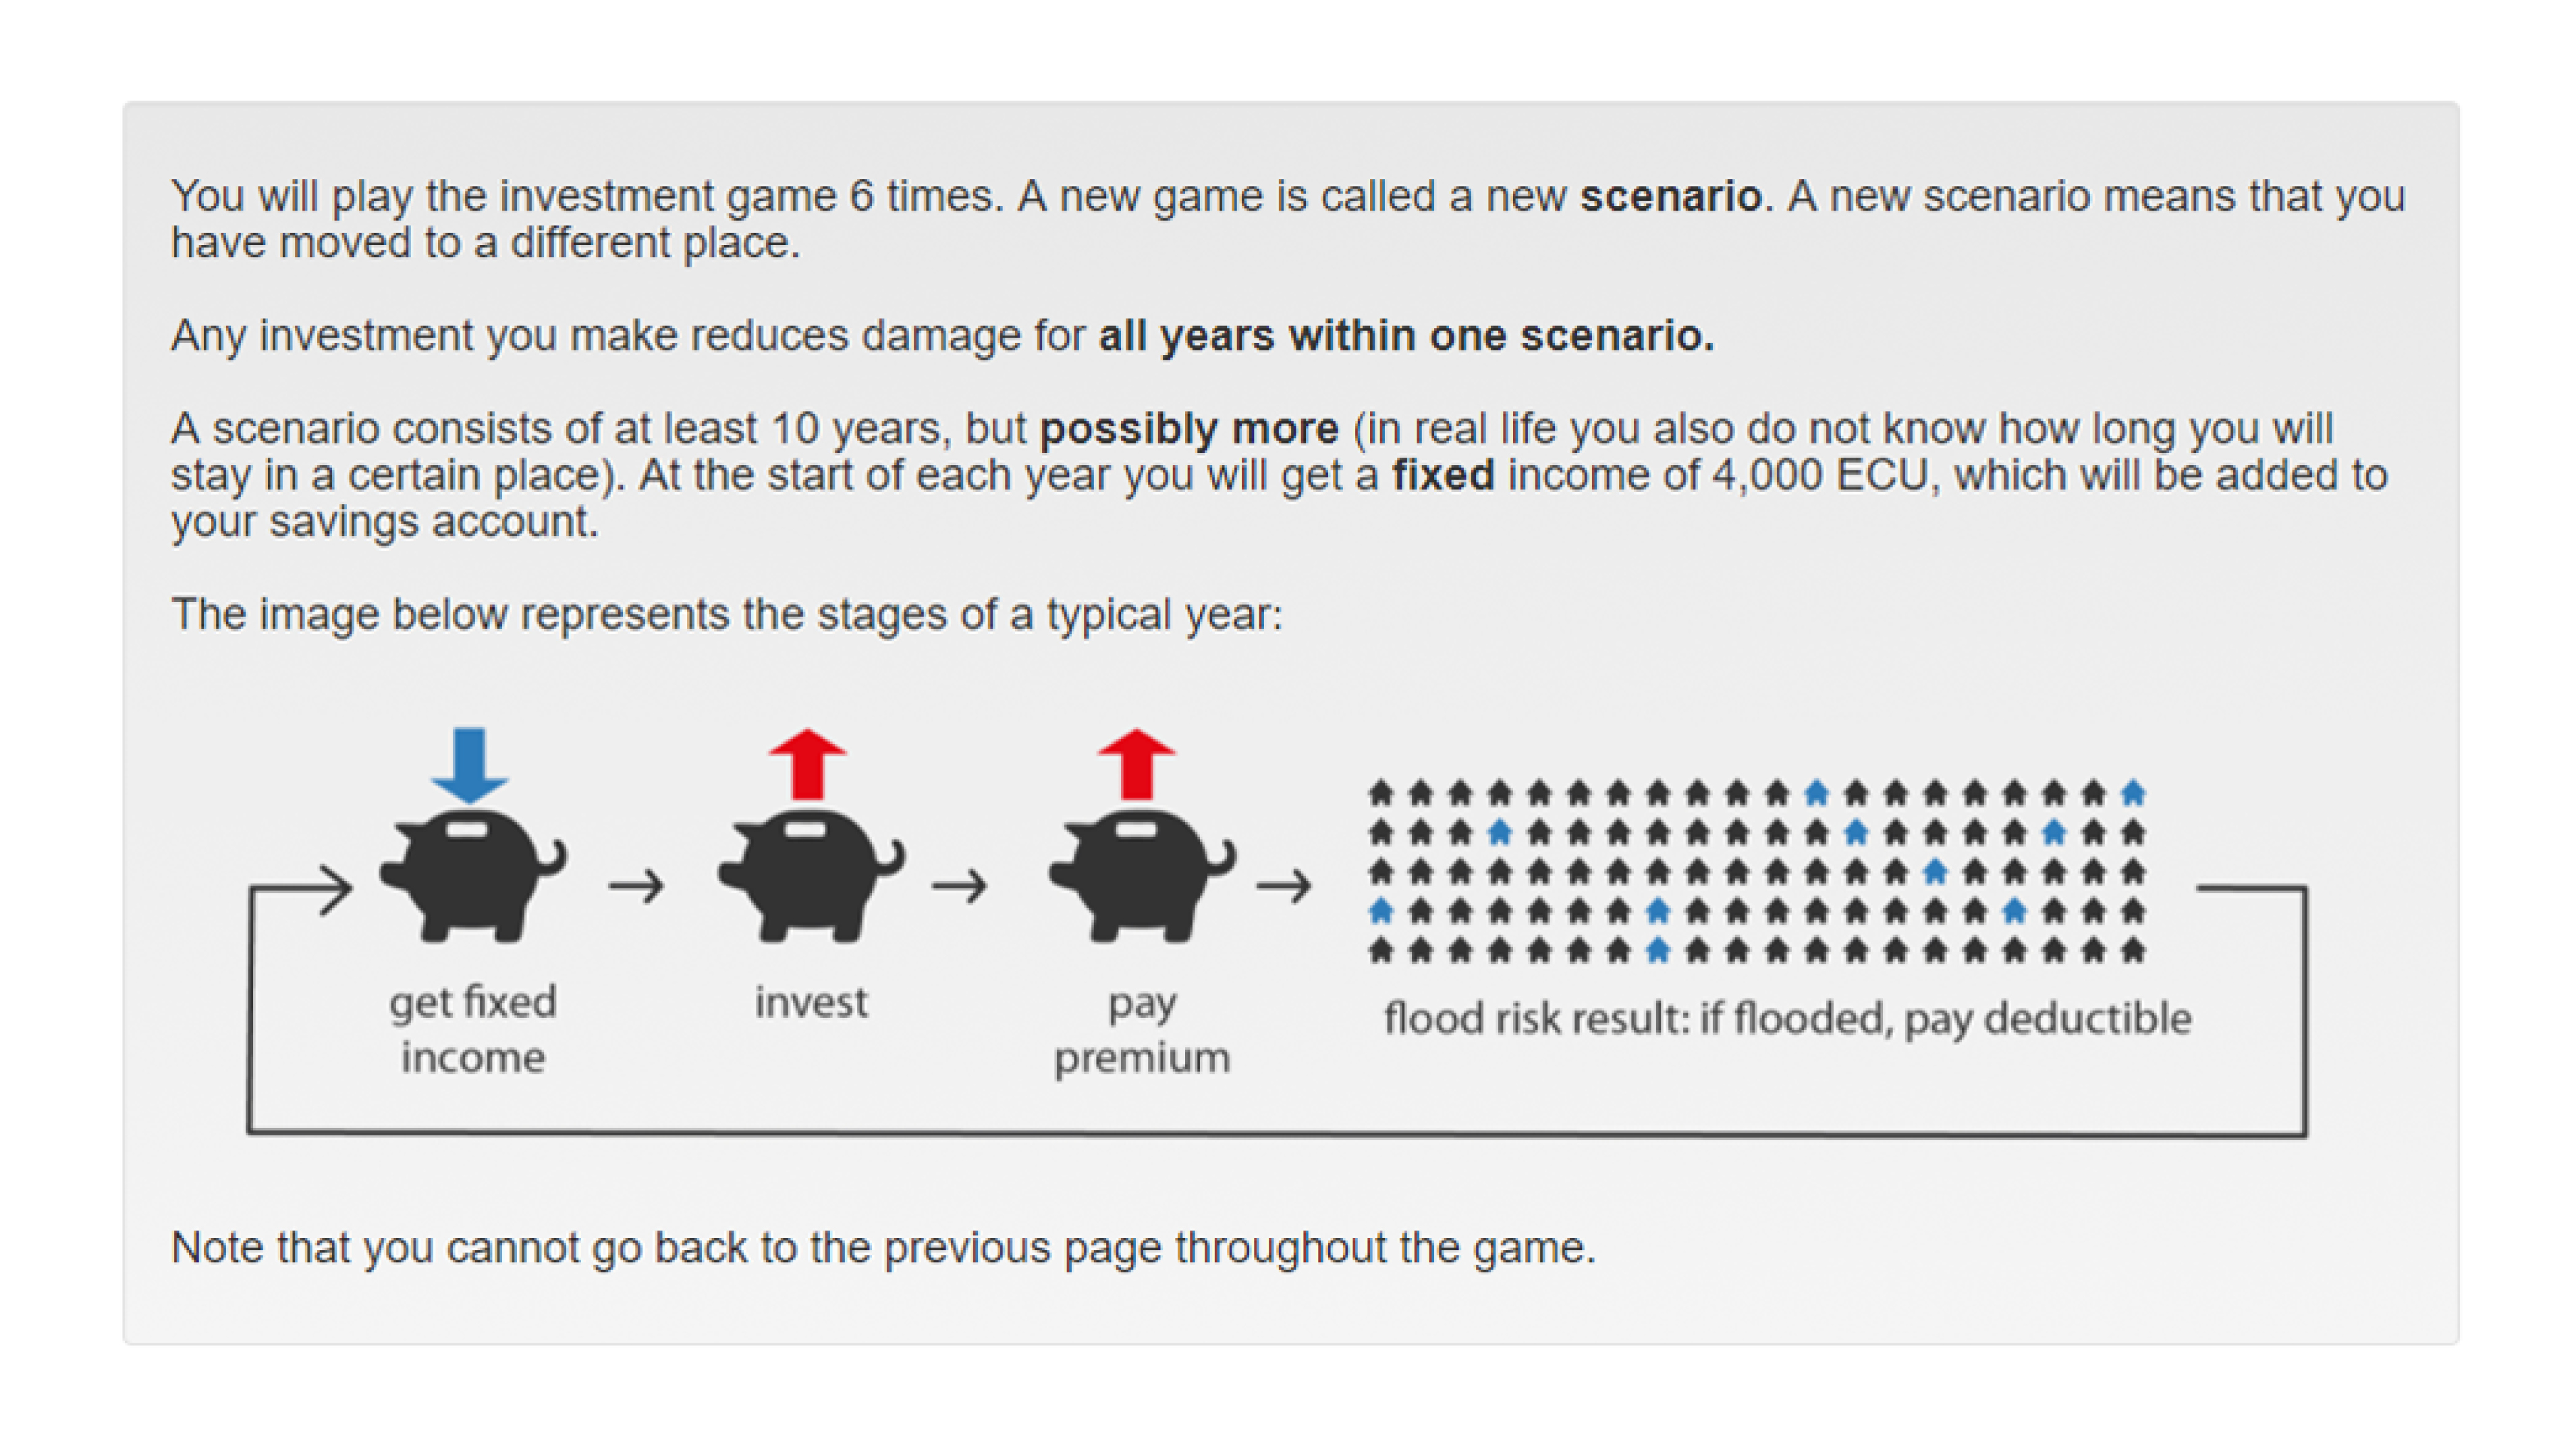 You will play the investment game 6 times. A new game is called a new scenario. A new scenario means that you
have moved to a different place.
Any investment you make reduces damage for all years within one scenario.
A scenario consists of at least 10 years, but possibly more (in real life you also do not know how long you will
stay in a certain place). At the start of each year you will get a fixed income of 4,000 ECU, which will be added to
your savings account.
The image below represents the stages of a typical year:
get fixed
income
invest
pay
premium
flood risk result: if flooded, pay deductible
Note that you cannot go back to the previous page throughout the game.